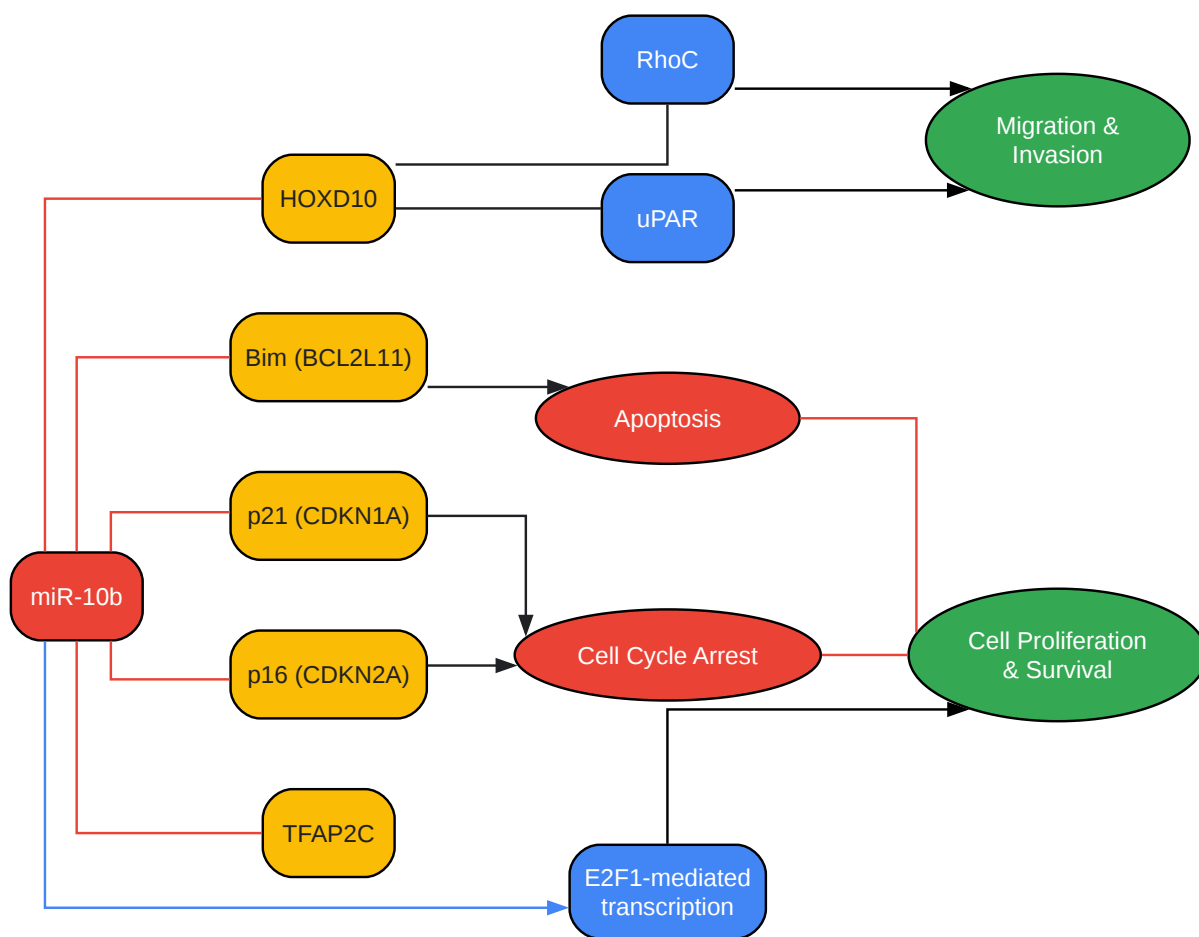 RhoC
Migration &
Invasion
HOXD10
uPAR
Bim (BCL2L11)
Apoptosis
p21 (CDKN1A)
miR-10b
p16 (CDKN2A)
Cell Cycle Arrest
Cell Proliferation
& Survival
TFAP2C
E2F1-mediated
transcription